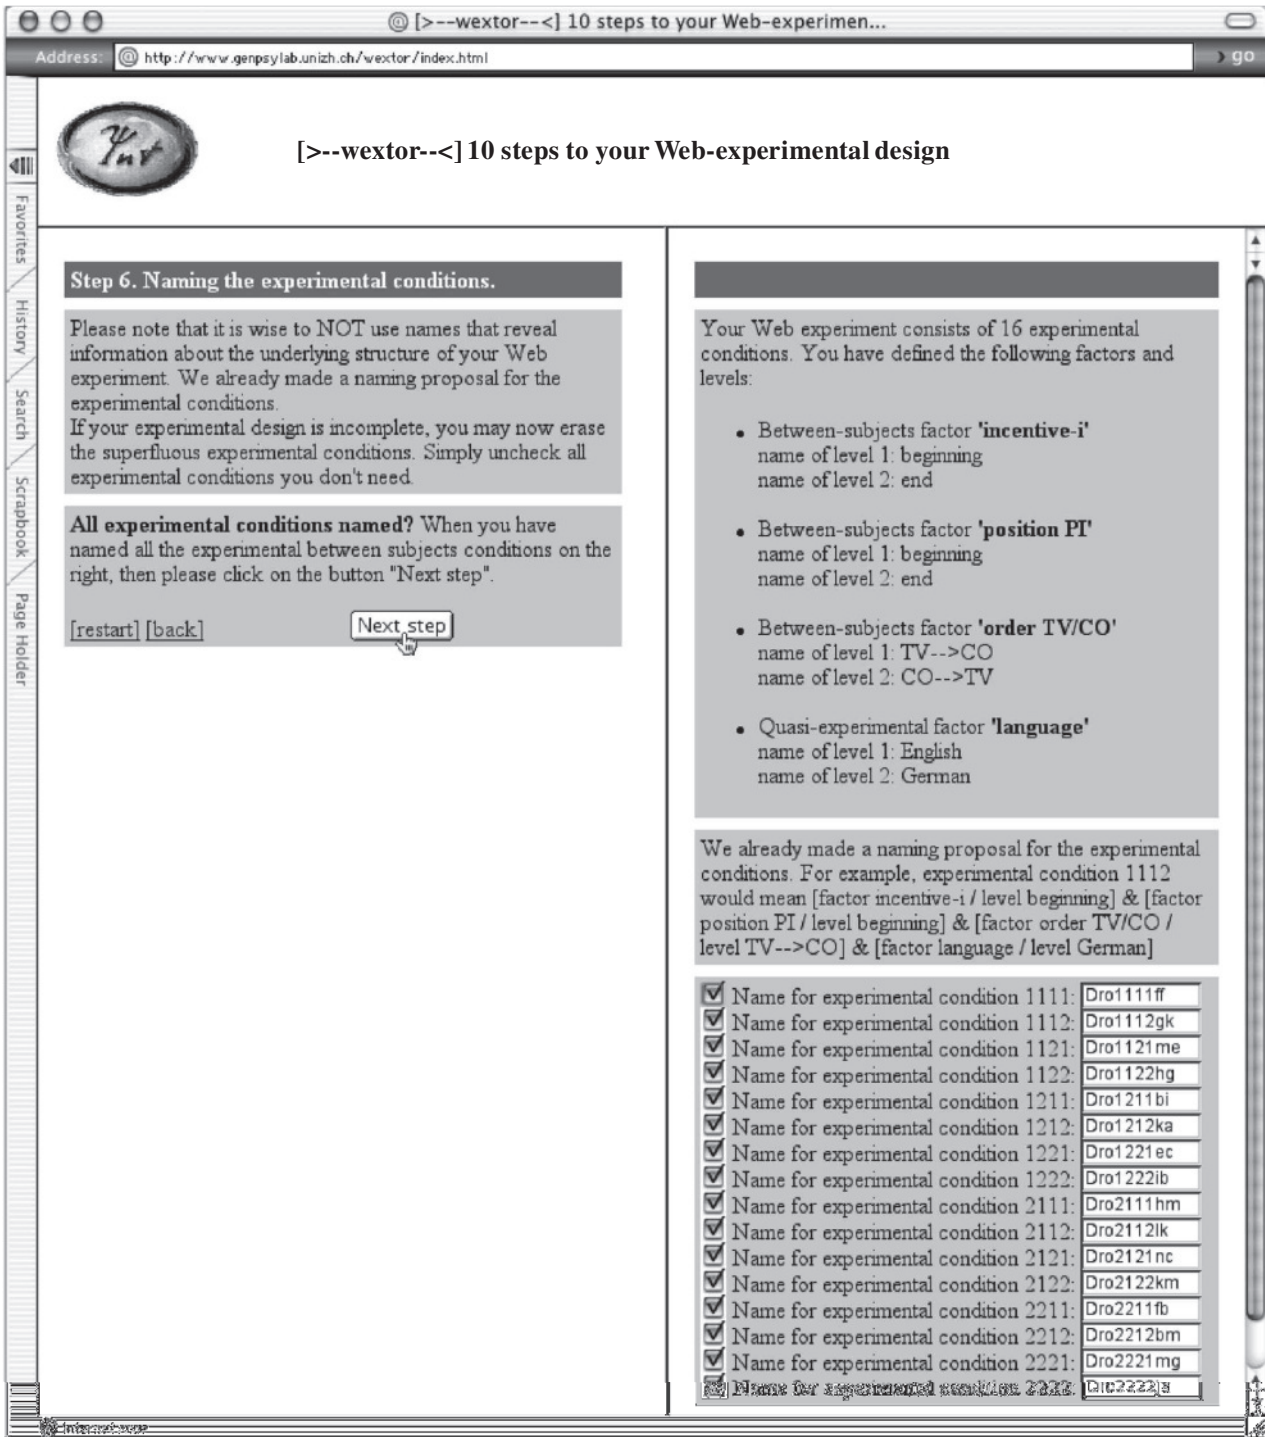 @ [>--wextor--<] 10 steps to your Web-experimen...
Address: @ http://www.genpsylab.unizh.ch/wextor/index.html
go
[>--wextor--<] 10 steps to your Web-experimental design
Favorites
History
Search
Scrapbook
Page Holder
Step 6. Naming the experimental conditions.
Please note that it is wise to NOT use names that reveal
information about the underlying structure of your Web
experiment. We already made a naming proposal for the
experimental conditions.
If your experimental design is incomplete, you may now erase
the superfluous experimental conditions. Simply uncheck all
experimental conditions you don't need.
All experimental conditions named? When you have
named all the experimental between subjects conditions on the
right, then please click on the button "Next step".
[restart] [back]
Next step
Your Web experiment consists of 16 experimental
conditions. You have defined the following factors and
levels:
• Between-subjects factor 'incentive-i'
name of level 1: beginning
name of level 2: end
• Between-subjects factor 'position PI'
name of level 1: beginning
name of level 2: end
• Between-subjects factor 'order TV/CO'
name of level 1: TV-->CO
name of level 2: CO-->TV
• Quasi-experimental factor 'language'
name of level 1: English
name of level 2: German
We already made a naming proposal for the experimental
conditions. For example, experimental condition 1112
would mean [factor incentive-i / level beginning] & [factor
position PI / level beginning] & [factor order TV/CO /
level TV-->CO] & [factor language / level German]
Name for experimental condition 1111: Dro1111ff
Name for experimental condition 1112: Dro1112gk
Name for experimental condition 1121: Dro1121me
Name for experimental condition 1122: Dro1122hg
Name for experimental condition 1211: Dro1211bi
Name for experimental condition 1212: Dro1212ka
Name for experimental condition 1221: Dro1221ec
Name for experimental condition 1222: Dro1222ib
Name for experimental condition 2111: Dro2111hm
Name for experimental condition 2112: Dro2112lk
Name for experimental condition 2121: Dro2121nc
Name for experimental condition 2122: Dro2122km
Name for experimental condition 2211: Dro2211fb
Name for experimental condition 2212: Dro2212bm
Name for experimental condition 2221: Dro2221mg
Name for experimental condition 2222: